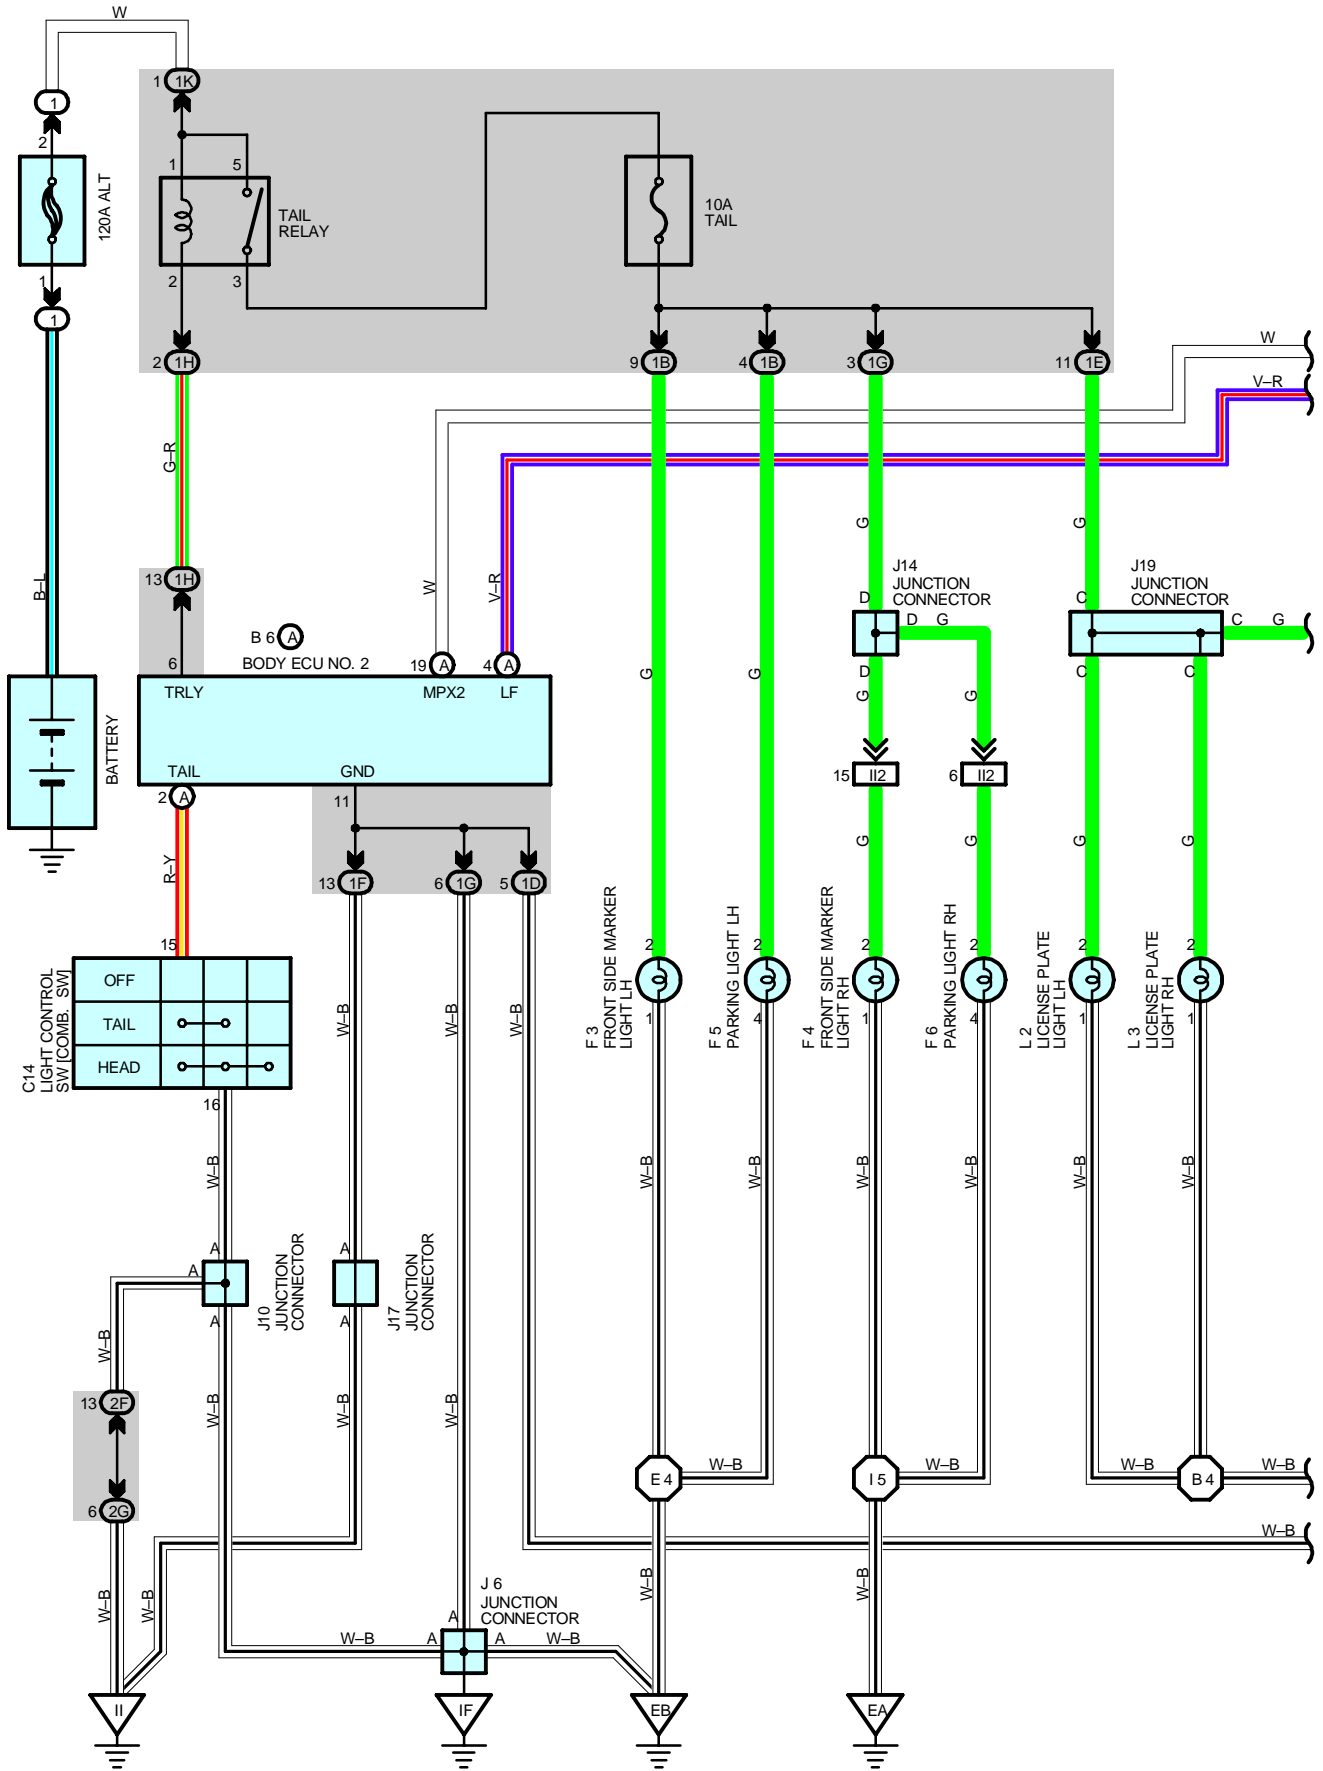 W
1 1K
1
2
120A ALT
1
1
1 5
TAIL
RELAY
2 3
10A
TAIL
2 1H
9 1B
4 1B
3 1G
11 1E
W
V–R
G–R
B–L
W
V–R
G
G
J14
JUNCTION
CONNECTOR
J19
JUNCTION
CONNECTOR
13 1H
D
D G
D
C
C G
C
C
B 6 A
BODY ECU NO. 2
6
19 A
4 A
TRLY
MPX2
LF
TAIL
GND
BATTERY
G
G
G
G
15 II2
6 II2
2 A
11
R–Y
13 1F
6 1G
5 1D
G
G
G
G
15
OFF
TAIL
HEAD
C14
LIGHT CONTROL
SW [COMB. SW]
16
2
1
F 3
FRONT SIDE MARKER
LIGHT LH
2
4
F 5
PARKING LIGHT LH
2
1
F 4
FRONT SIDE MARKER
LIGHT RH
2
4
F 6
PARKING LIGHT RH
2
1
L 2
LICENSE PLATE
LIGHT LH
2
1
L 3
LICENSE PLATE
LIGHT RH
W–B
W–B
W–B
W–B
W–B
W–B
W–B
W–B
W–B
W–B
A
A
A
J10
JUNCTION
CONNECTOR
A
A
J17
JUNCTION
CONNECTOR
W–B
W–B
W–B
W–B
13 2F
6 2G
E 4
W–B
I 5
W–B
W–B
B 4
W–B
W–B
W–B
W–B
W–B
W–B
J 6
JUNCTION
CONNECTOR
A
W–B
A
A
W–B
II
IF
EB
EA